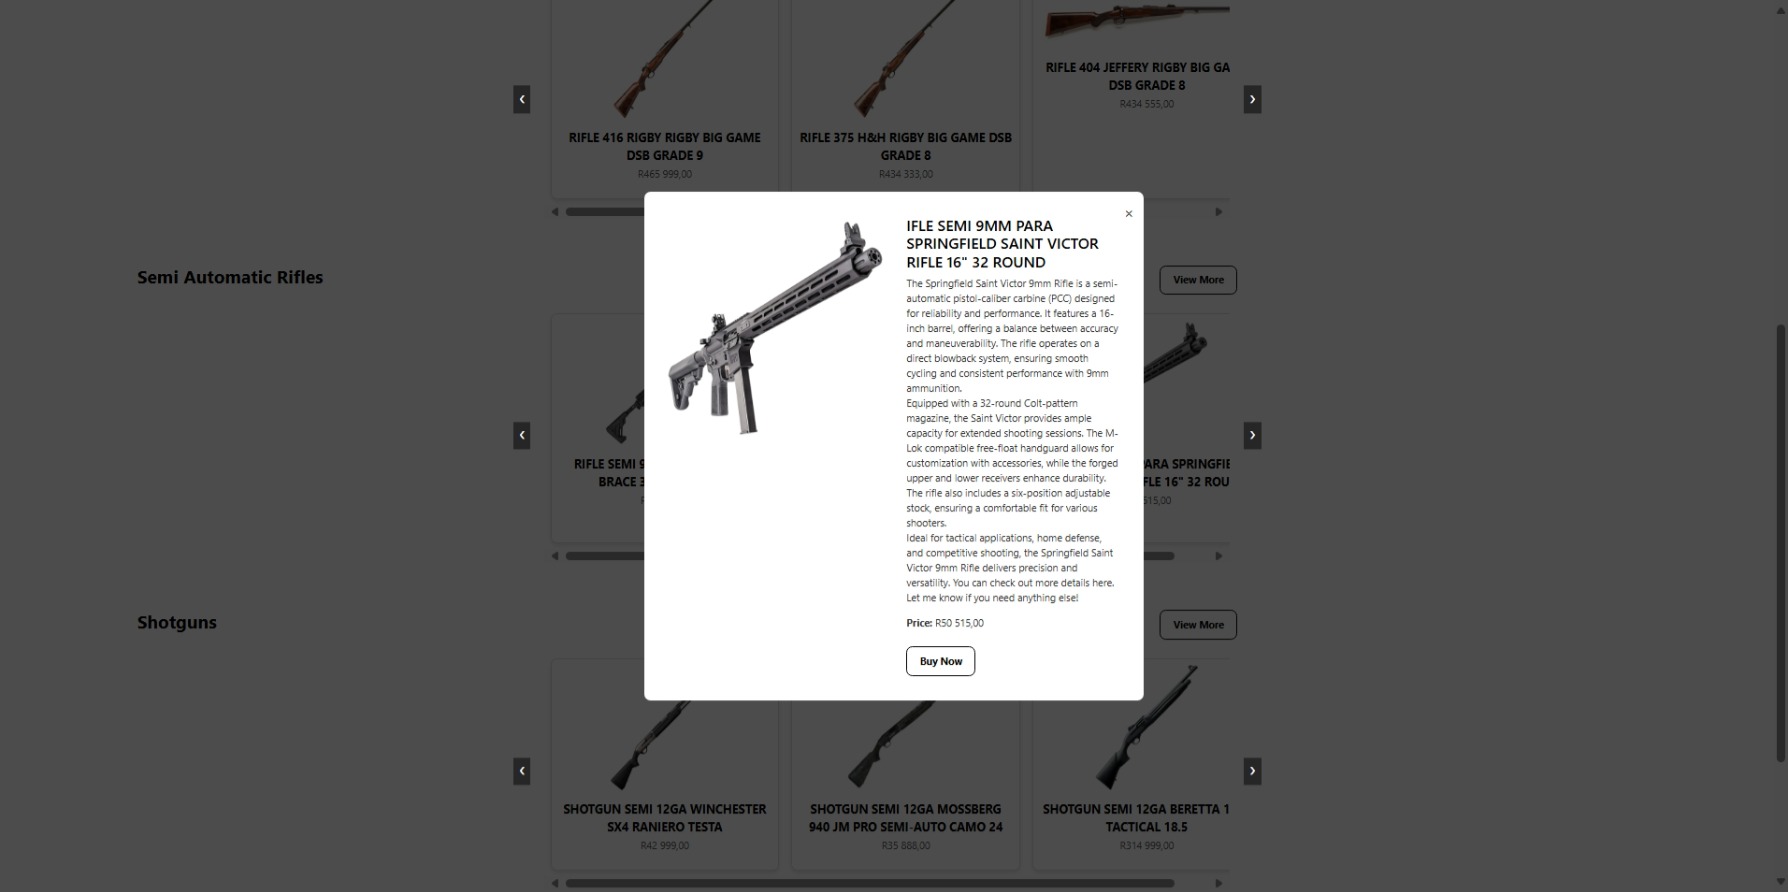 RIFLE 416 RIGBY RIGBY BIG GAME
DSB GRADE 9
R465 999,00
RIFLE 375 H&H RIGBY BIG GAME DSB
GRADE 8
R434 333,00
RIFLE 404 JEFFERY RIGBY BIG GA
DSB GRADE 8
R434 555,00
❮
❯
Semi Automatic Rifles
View More
RIFLE SEMI 9
BRACE 3
R
ARA SPRINGFIE
FLE 16" 32 ROU
515,00
❮
❯
×
IFLE SEMI 9MM PARA
SPRINGFIELD SAINT VICTOR
RIFLE 16" 32 ROUND
The Springfield Saint Victor 9mm Rifle is a semi-
automatic pistol-caliber carbine (PCC) designed
for reliability and performance. It features a 16-
inch barrel, offering a balance between accuracy
and maneuverability. The rifle operates on a
direct blowback system, ensuring smooth
cycling and consistent performance with 9mm
ammunition.
Equipped with a 32-round Colt-pattern
magazine, the Saint Victor provides ample
capacity for extended shooting sessions. The M-
Lok compatible free-float handguard allows for
customization with accessories, while the forged
upper and lower receivers enhance durability.
The rifle also includes a six-position adjustable
stock, ensuring a comfortable fit for various
shooters.
Ideal for tactical applications, home defense,
and competitive shooting, the Springfield Saint
Victor 9mm Rifle delivers precision and
versatility. You can check out more details here.
Let me know if you need anything else!
Price: R50 515,00
Buy Now
Shotguns
View More
❮
❯
SHOTGUN SEMI 12GA WINCHESTER
SX4 RANIERO TESTA
R42 999,00
SHOTGUN SEMI 12GA MOSSBERG
940 JM PRO SEMI-AUTO CAMO 24
R35 888,00
SHOTGUN SEMI 12GA BERETTA 1
TACTICAL 18.5
R314 999,00